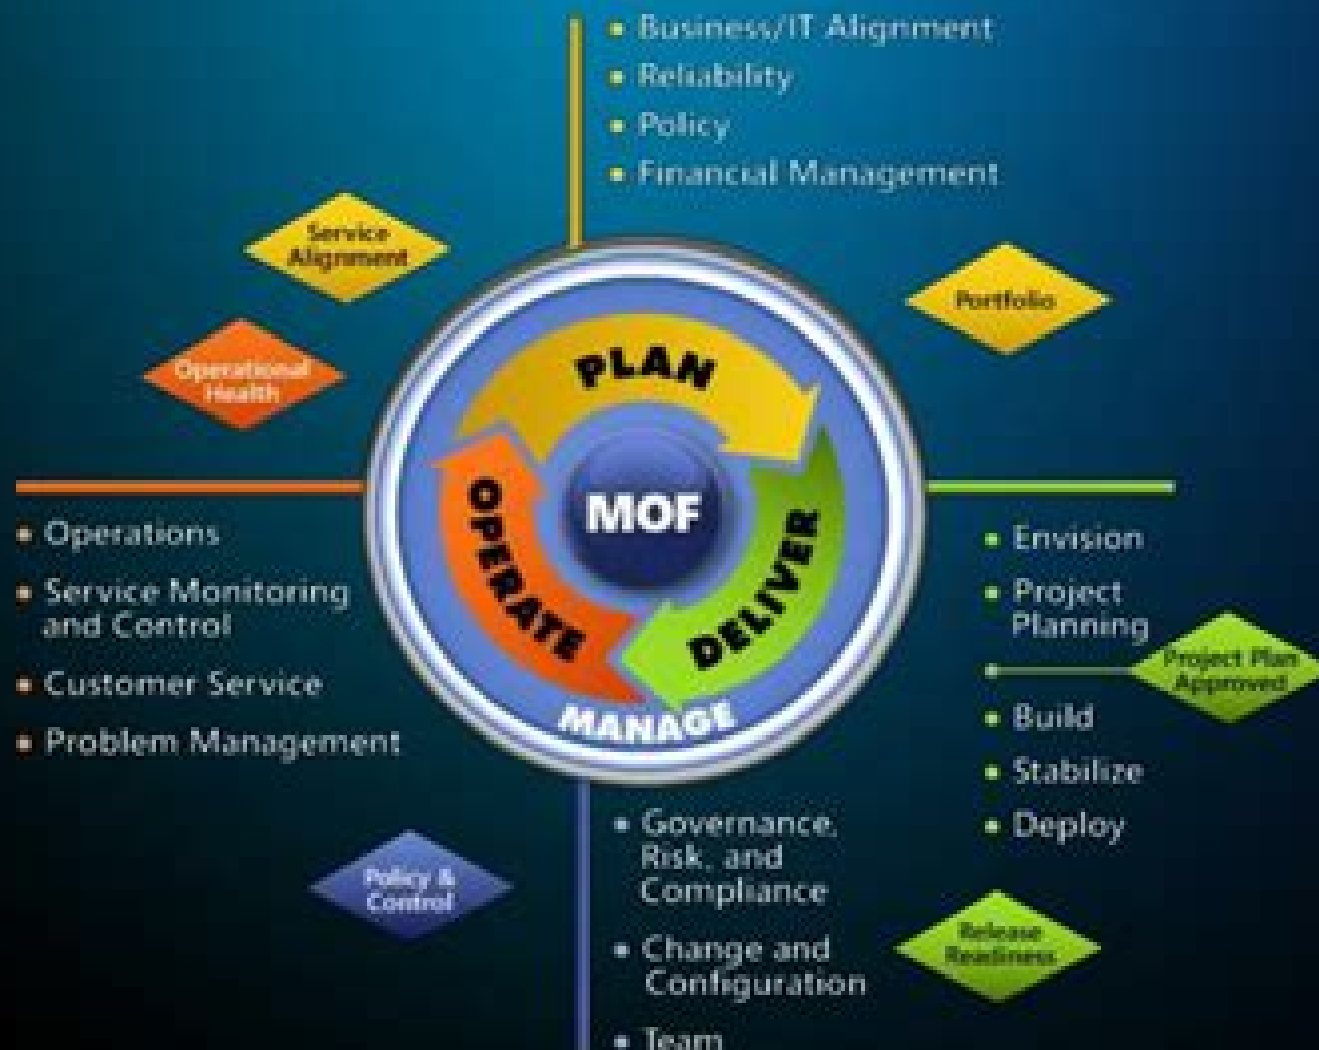 • Business/IT Alignment
• Reliability
• Policy
• Financial Management
Service
Alignment
Portfolio
Operational
Health
PLAN
MOF
OPERATE
DELIVER
MANAGE
• Operations
• Service Monitoring
and Control
• Customer Service
• Problem Management
• Envision
• Project
Planning
Project Plan
Approved
• Build
• Stabilize
• Deploy
Policy &
Control
• Governance,
Risk, and
Compliance
• Change and
Configuration
• Team
Release
Readiness